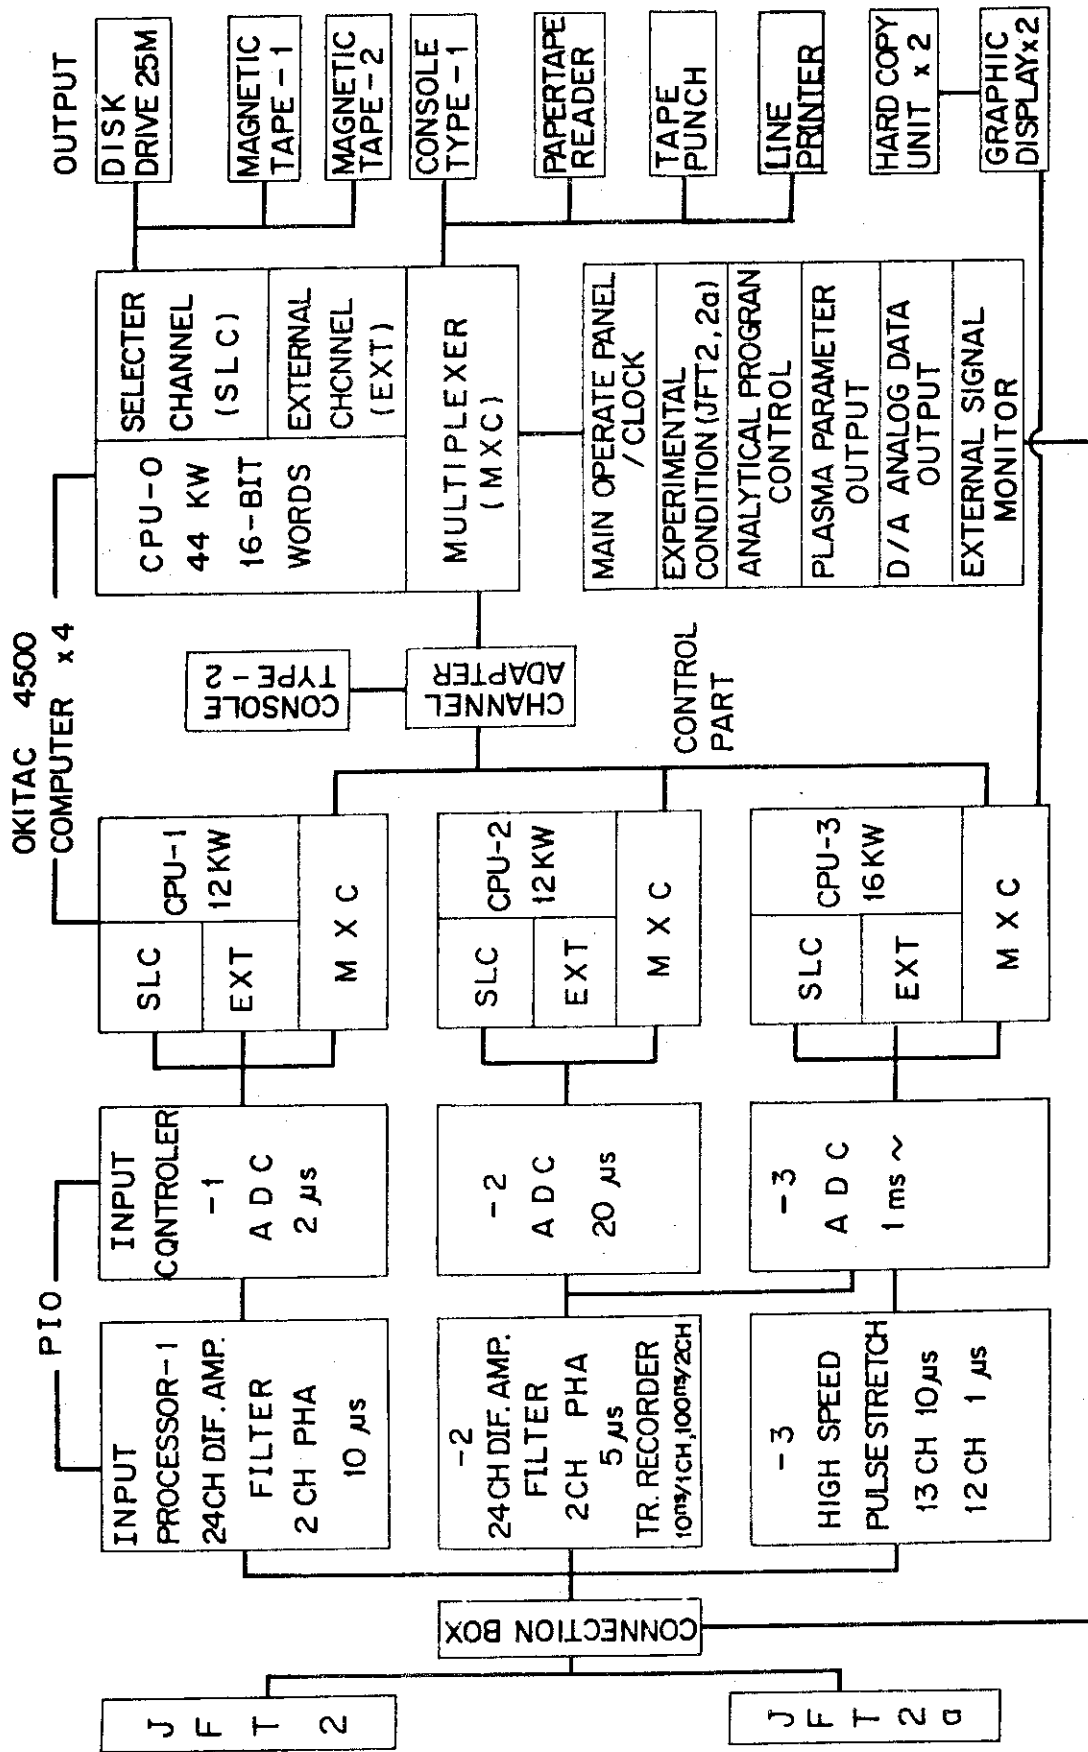 J F T 2
J F T 2 a
CONNECTION BOX
PIO
INPUT
PROCESSOR-1
24CH DIF. AMP.
FILTER
2 CH PHA
10 μs
-2
24CH DIF. AMP.
FILTER
2CH PHA
5 μs
TR. RECORDER
10ns/1CH, 100ns/2CH
-3
HIGH SPEED
PULSE STRETCH
13 CH 10μs
12 CH 1 μs
INPUT
CONTROLER
-1
A D C
2 μs
-2
A D C
20 μs
-3
A D C
1 ms ~
OKITAC 4500
COMPUTER x 4
SLC
EXT
CPU-1
12 KW
M X C
SLC
EXT
CPU-2
12 KW
M X C
SLC
EXT
CPU-3
16 KW
M X C
CONSOLE
TYPE - 2
CHANNEL
ADAPTER
CONTROL
PART
CPU-0
44 KW
16-BIT
WORDS
SELECTER
CHANNEL
(SLC)
EXTERNAL
CHCNNEL
(EXT)
MULTIPLEXER
(MXC)
MAIN OPERATE PANEL
/CLOCK
EXPERIMENTAL
CONDITION (JFT2, 2a)
ANALYTICAL PROGRAN
CONTROL
PLASMA PARAMETER
OUTPUT
D/A ANALOG DATA
OUTPUT
EXTERNAL SIGNAL
MONITOR
OUTPUT
DISK
DRIVE 25M
MAGNETIC
TAPE-1
MAGNETIC
TAPE-2
CONSOLE
TYPE-1
PAPERTAPE
READER
TAPE
PUNCH
LINE
PRINTER
HARD COPY
UNIT x 2
GRAPHIC
DISPLAY x 2